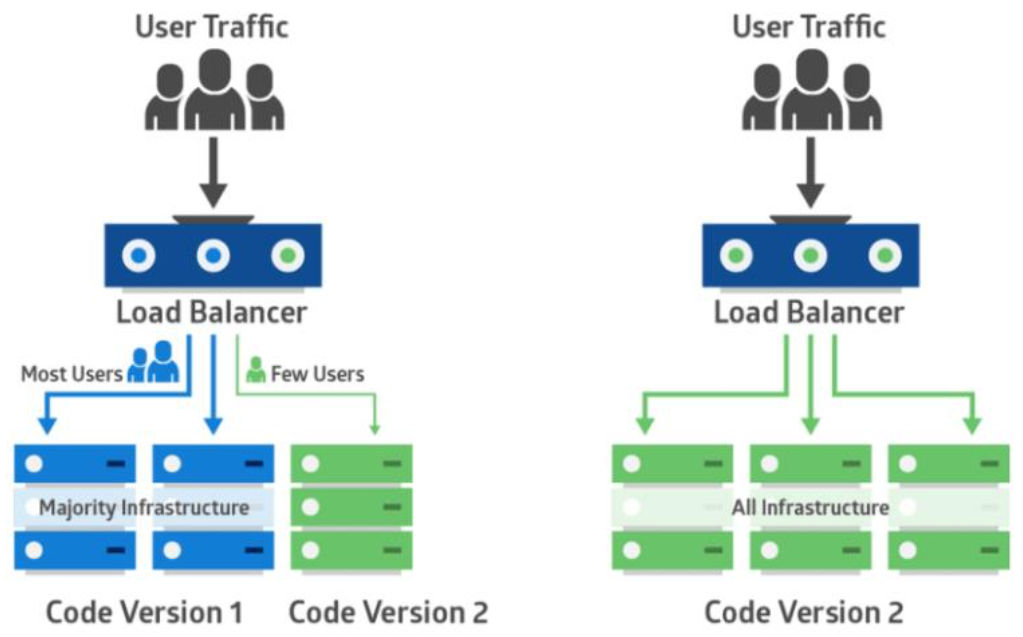 User Traffic
Load Balancer
Most Users
Few Users
Majority Infrastructure
Code Version 1
Code Version 2
User Traffic
Load Balancer
All Infrastructure
Code Version 2